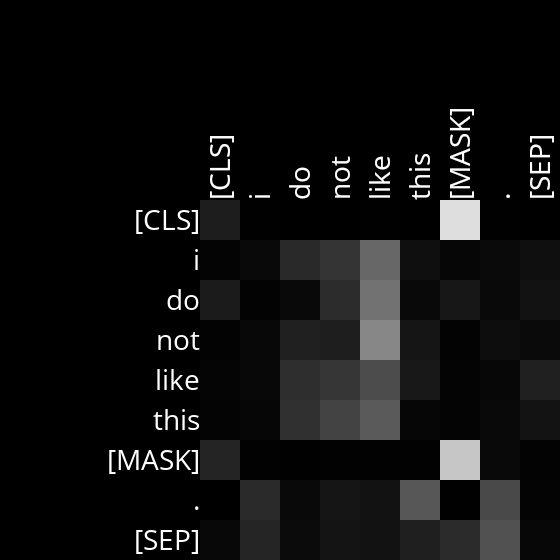 [CLS] i do not like this [MASK] . [SEP]
[CLS]
i
do
not
like
this
[MASK]
.
[SEP]